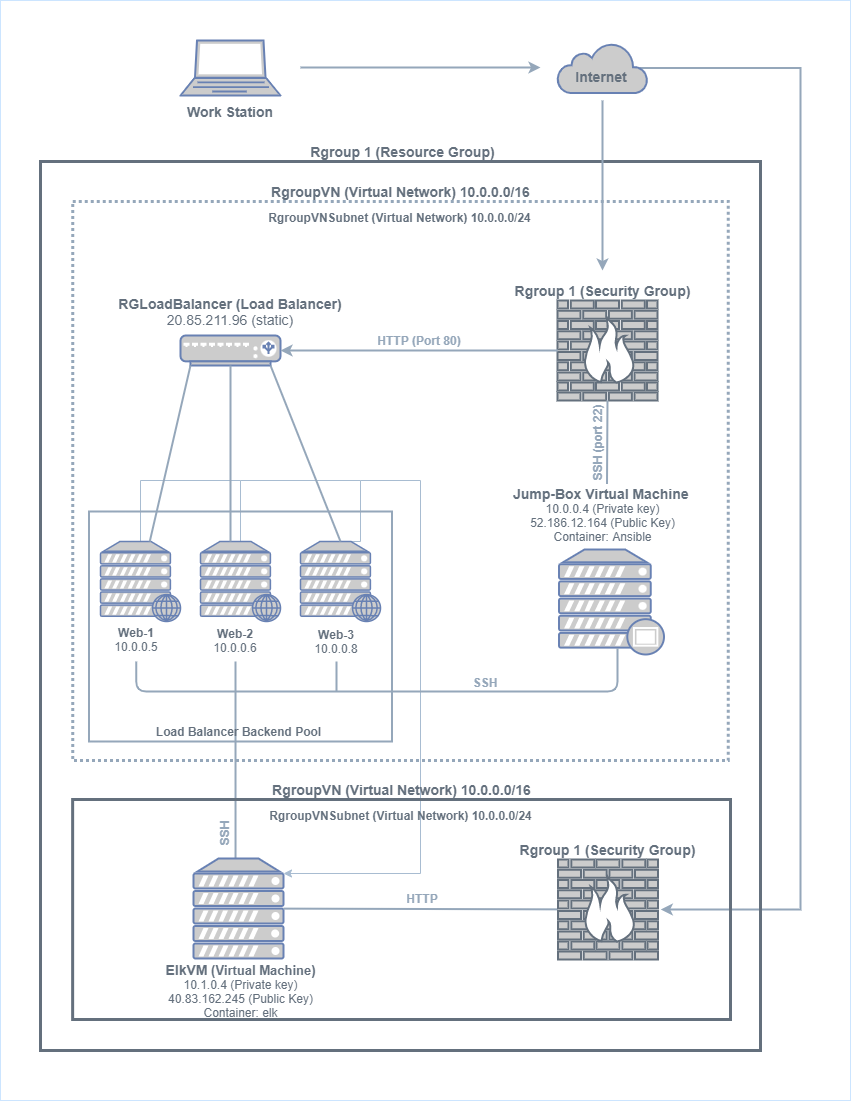 Internet
Work Station
Rgroup 1 (Resource Group)
RgroupVN (Virtual Network) 10.0.0.0/16
RgroupVNSubnet (Virtual Network) 10.0.0.0/24
Rgroup 1 (Security Group)
RGLoadBalancer (Load Balancer)
20.85.211.96 (static)
HTTP (Port 80)
SSH (port 22)
Jump-Box Virtual Machine
10.0.0.4 (Private key)
52.186.12.164 (Public Key)
Container: Ansible
Web-1
10.0.0.5
Web-2
10.0.0.6
Web-3
10.0.0.8
SSH
Load Balancer Backend Pool
RgroupVN (Virtual Network) 10.0.0.0/16
RgroupVNSubnet (Virtual Network) 10.0.0.0/24
SSH
Rgroup 1 (Security Group)
HTTP
ElkVM (Virtual Machine)
10.1.0.4 (Private key)
40.83.162.245 (Public Key)
Container: elk